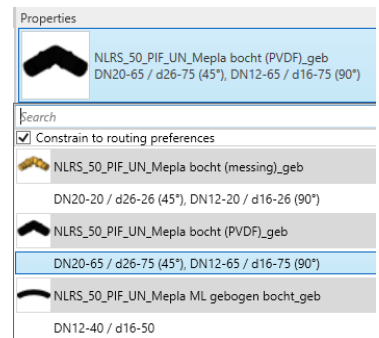 Properties
NLRS_50_PIF_UN_Mepla bocht (PVDF)_geb
DN20-65 / d26-75 (45°), DN12-65 / d16-75 (90°)
Search
Constrain to routing preferences
NLRS_50_PIF_UN_Mepla bocht (messing)_geb
DN20-20 / d26-26 (45°), DN12-20 / d16-26 (90°)
NLRS_50_PIF_UN_Mepla bocht (PVDF)_geb
DN20-65 / d26-75 (45°), DN12-65 / d16-75 (90°)
NLRS_50_PIF_UN_Mepla ML gebogen bocht_geb
DN12-40 / d16-50